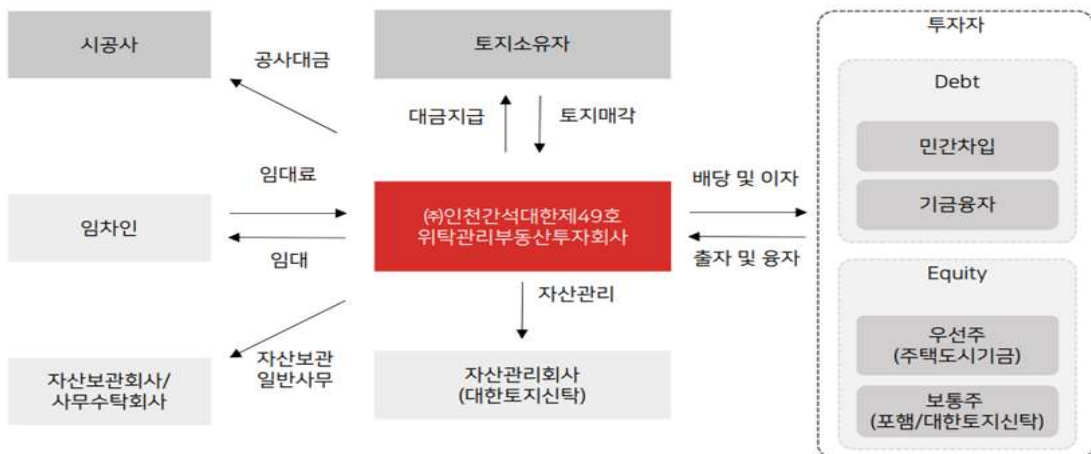 시공사
토지소유자
투자자
공사대금
대금지급
토지매각
Debt
민간차입
기금융자
임차인
임대료
임대
㈜인천간석대한제49호
위탁관리부동산투자회사
배당 및 이자
출자 및 융자
Equity
우선주
(주택도시기금)
보통주
(포햄/대한토지신탁)
자산관리
자산보관
일반사무
자산보관회사/
사무수탁회사
자산관리회사
(대한토지신탁)